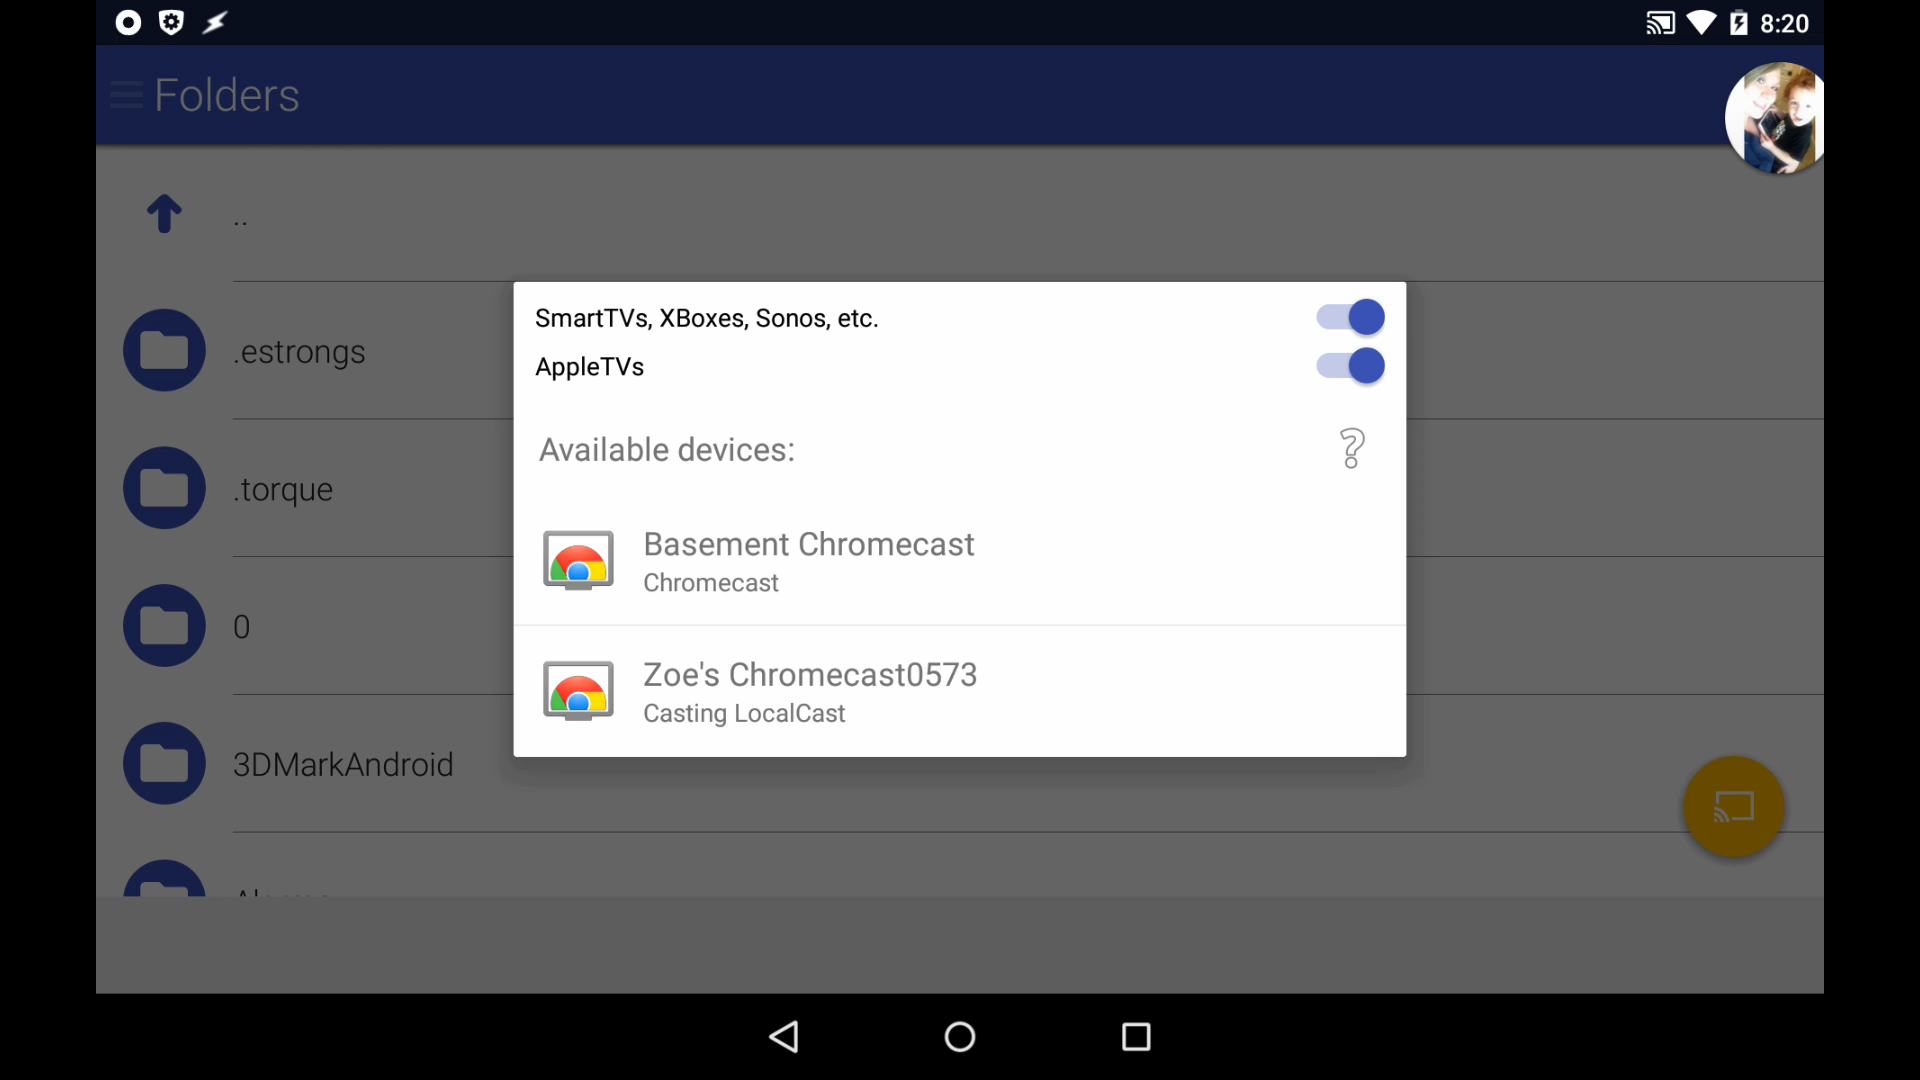 8:20
Folders
..
SmartTVs, XBoxes, Sonos, etc.
AppleTVs
.estrongs
Available devices:
.torque
Basement Chromecast
Chromecast
0
Zoe's Chromecast0573
Casting LocalCast
3DMarkAndroid